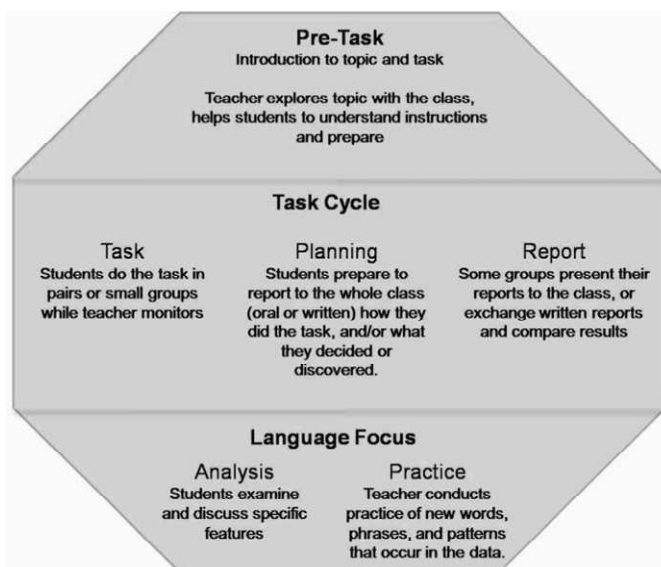 Pre-Task
Introduction to topic and task
Teacher explores topic with the class,
helps students to understand instructions
and prepare
Task Cycle
Task
Students do the task in
pairs or small groups
while teacher monitors
Planning
Students prepare to
report to the whole class
(oral or written) how they
did the task, and/or what
they decided or
discovered.
Report
Some groups present their
reports to the class, or
exchange written reports
and compare results
Language Focus
Analysis
Students examine
and discuss specific
features
Practice
Teacher conducts
practice of new words,
phrases, and patterns
that occur in the data.